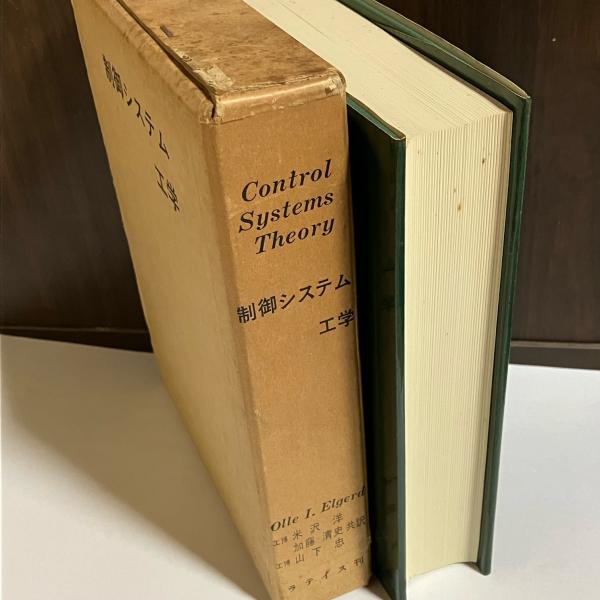 制御システム
工学
Control
Systems
Theory
制御システム
工学
Olle I. Elgerd
工博 米沢 洋
加藤 清史 共訳
工博 山下 忠
ラテイス刊